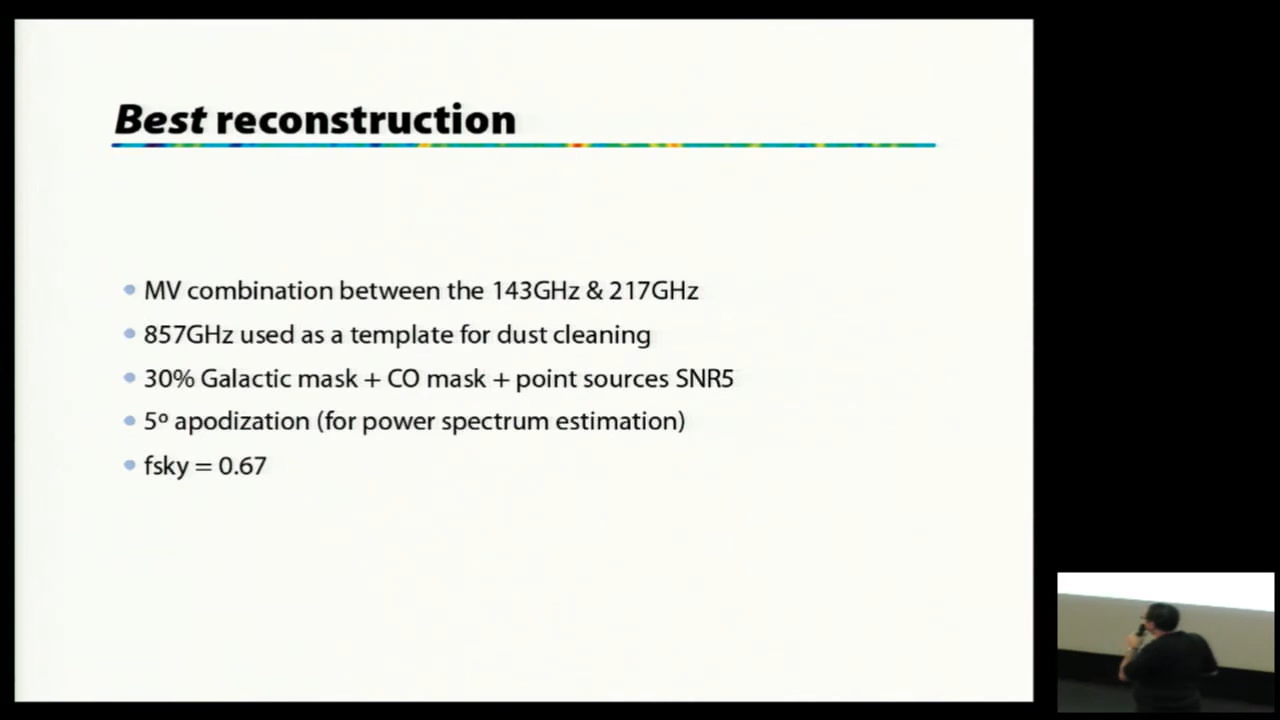 Best reconstruction
MV combination between the 143GHz & 217GHz
857GHz used as a template for dust cleaning
30% Galactic mask + CO mask + point sources SNR5
5º apodization (for power spectrum estimation)
fsky = 0.67